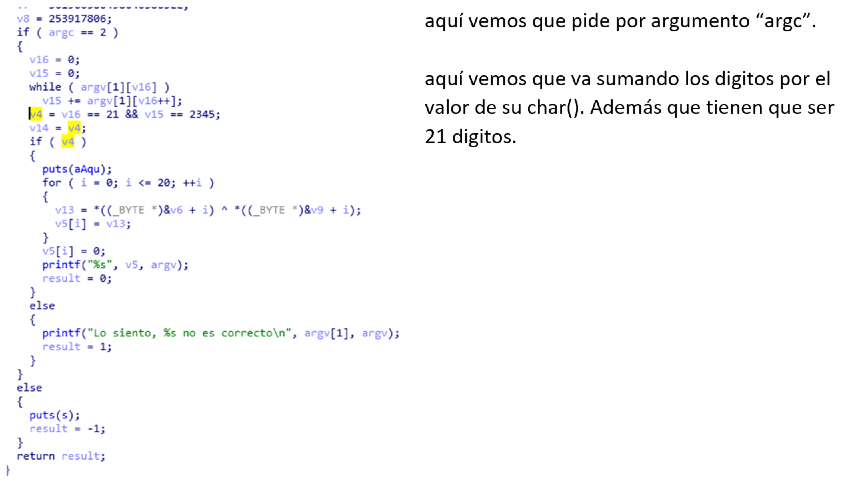 v8 = 253917806;
if ( argc == 2 )
{
v16 = 0;
v15 = 0;
while ( argv[1][v16] )
v15 += argv[1][v16++];
v4 = v16 == 21 && v15 == 2345;
v14 = v4;
if ( v4 )
{
puts(aAqu);
for ( i = 0; i <= 20; ++i )
{
v13 = *((_BYTE *)&v6 + i) ^ *((_BYTE *)&v9 + i);
v5[i] = v13;
}
v5[i] = 0;
printf("%s", v5, argv);
result = 0;
}
else
{
printf("Lo siento, %s no es correcto\n", argv[1], argv);
result = 1;
}
}
else
{
puts(s);
result = -1;
}
return result;
}
aquí vemos que pide por argumento “argc”.
aquí vemos que va sumando los digitos por el
valor de su char(). Además que tienen que ser
21 digitos.